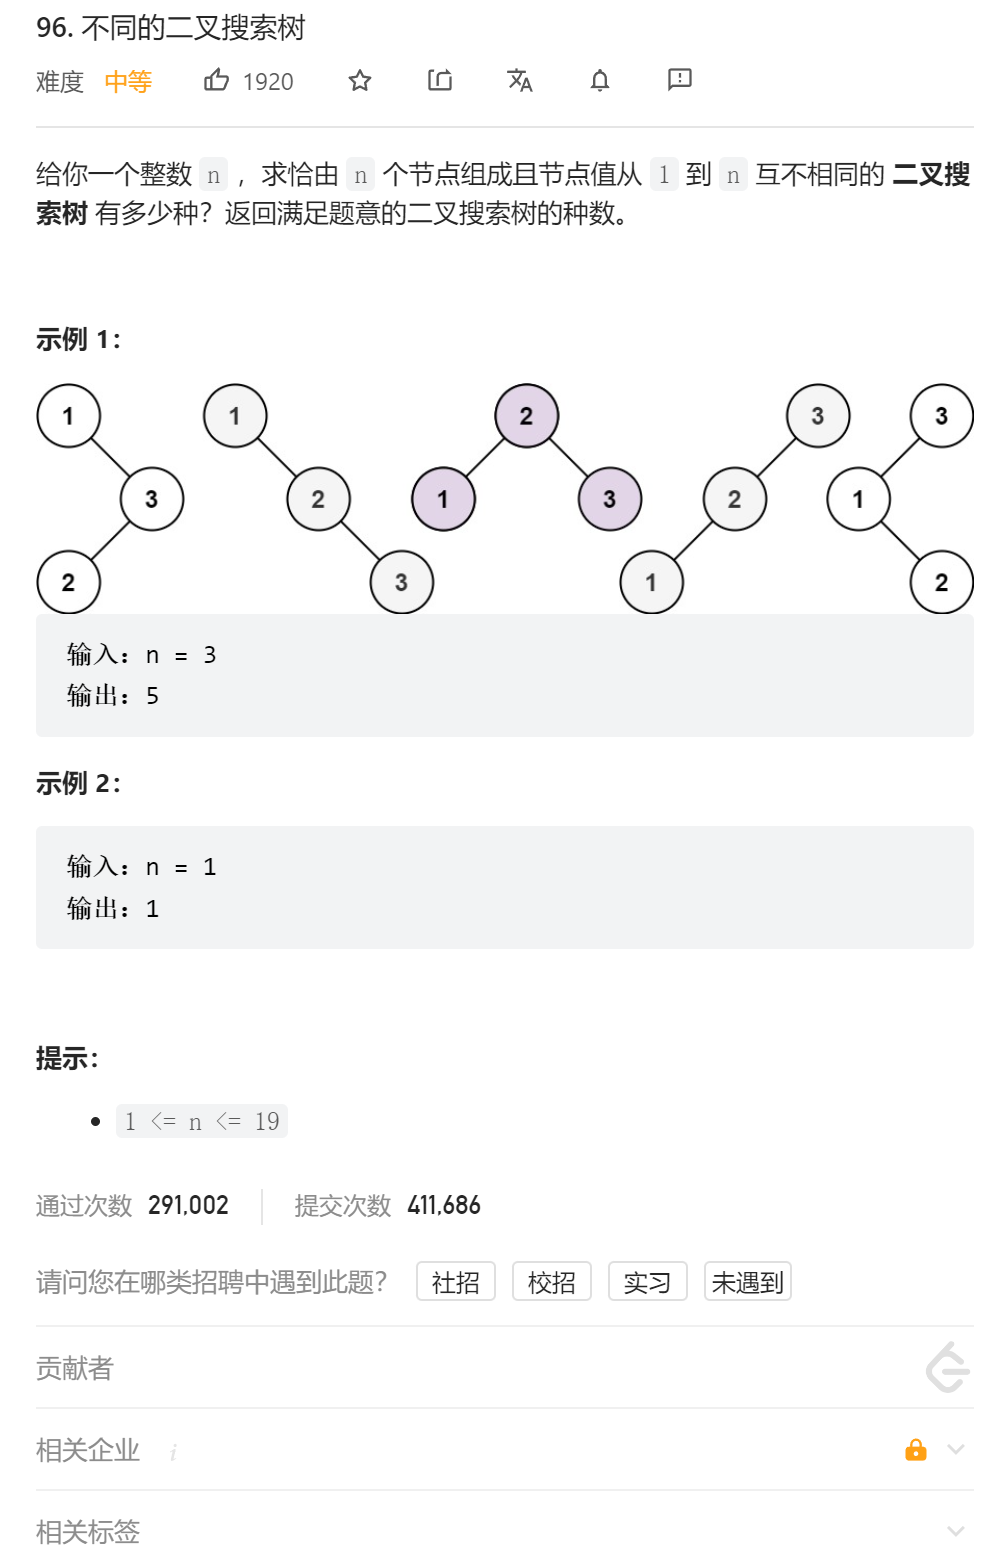 96. 不同的二叉搜索树
难度 中等 1920
给你一个整数 n ，求恰由 n 个节点组成且节点值从 1 到 n 互不相同的 二叉搜
索树 有多少种？返回满足题意的二叉搜索树的种数。
示例 1：
1 1 2 3 3
3 2 1 3 2 1
2 3 1 2
输入：n = 3
输出：5
示例 2：
输入：n = 1
输出：1
提示：
1 <= n <= 19
通过次数 291,002 提交次数 411,686
请问您在哪类招聘中遇到此题？ 社招 校招 实习 未遇到
贡献者
相关企业 i
相关标签